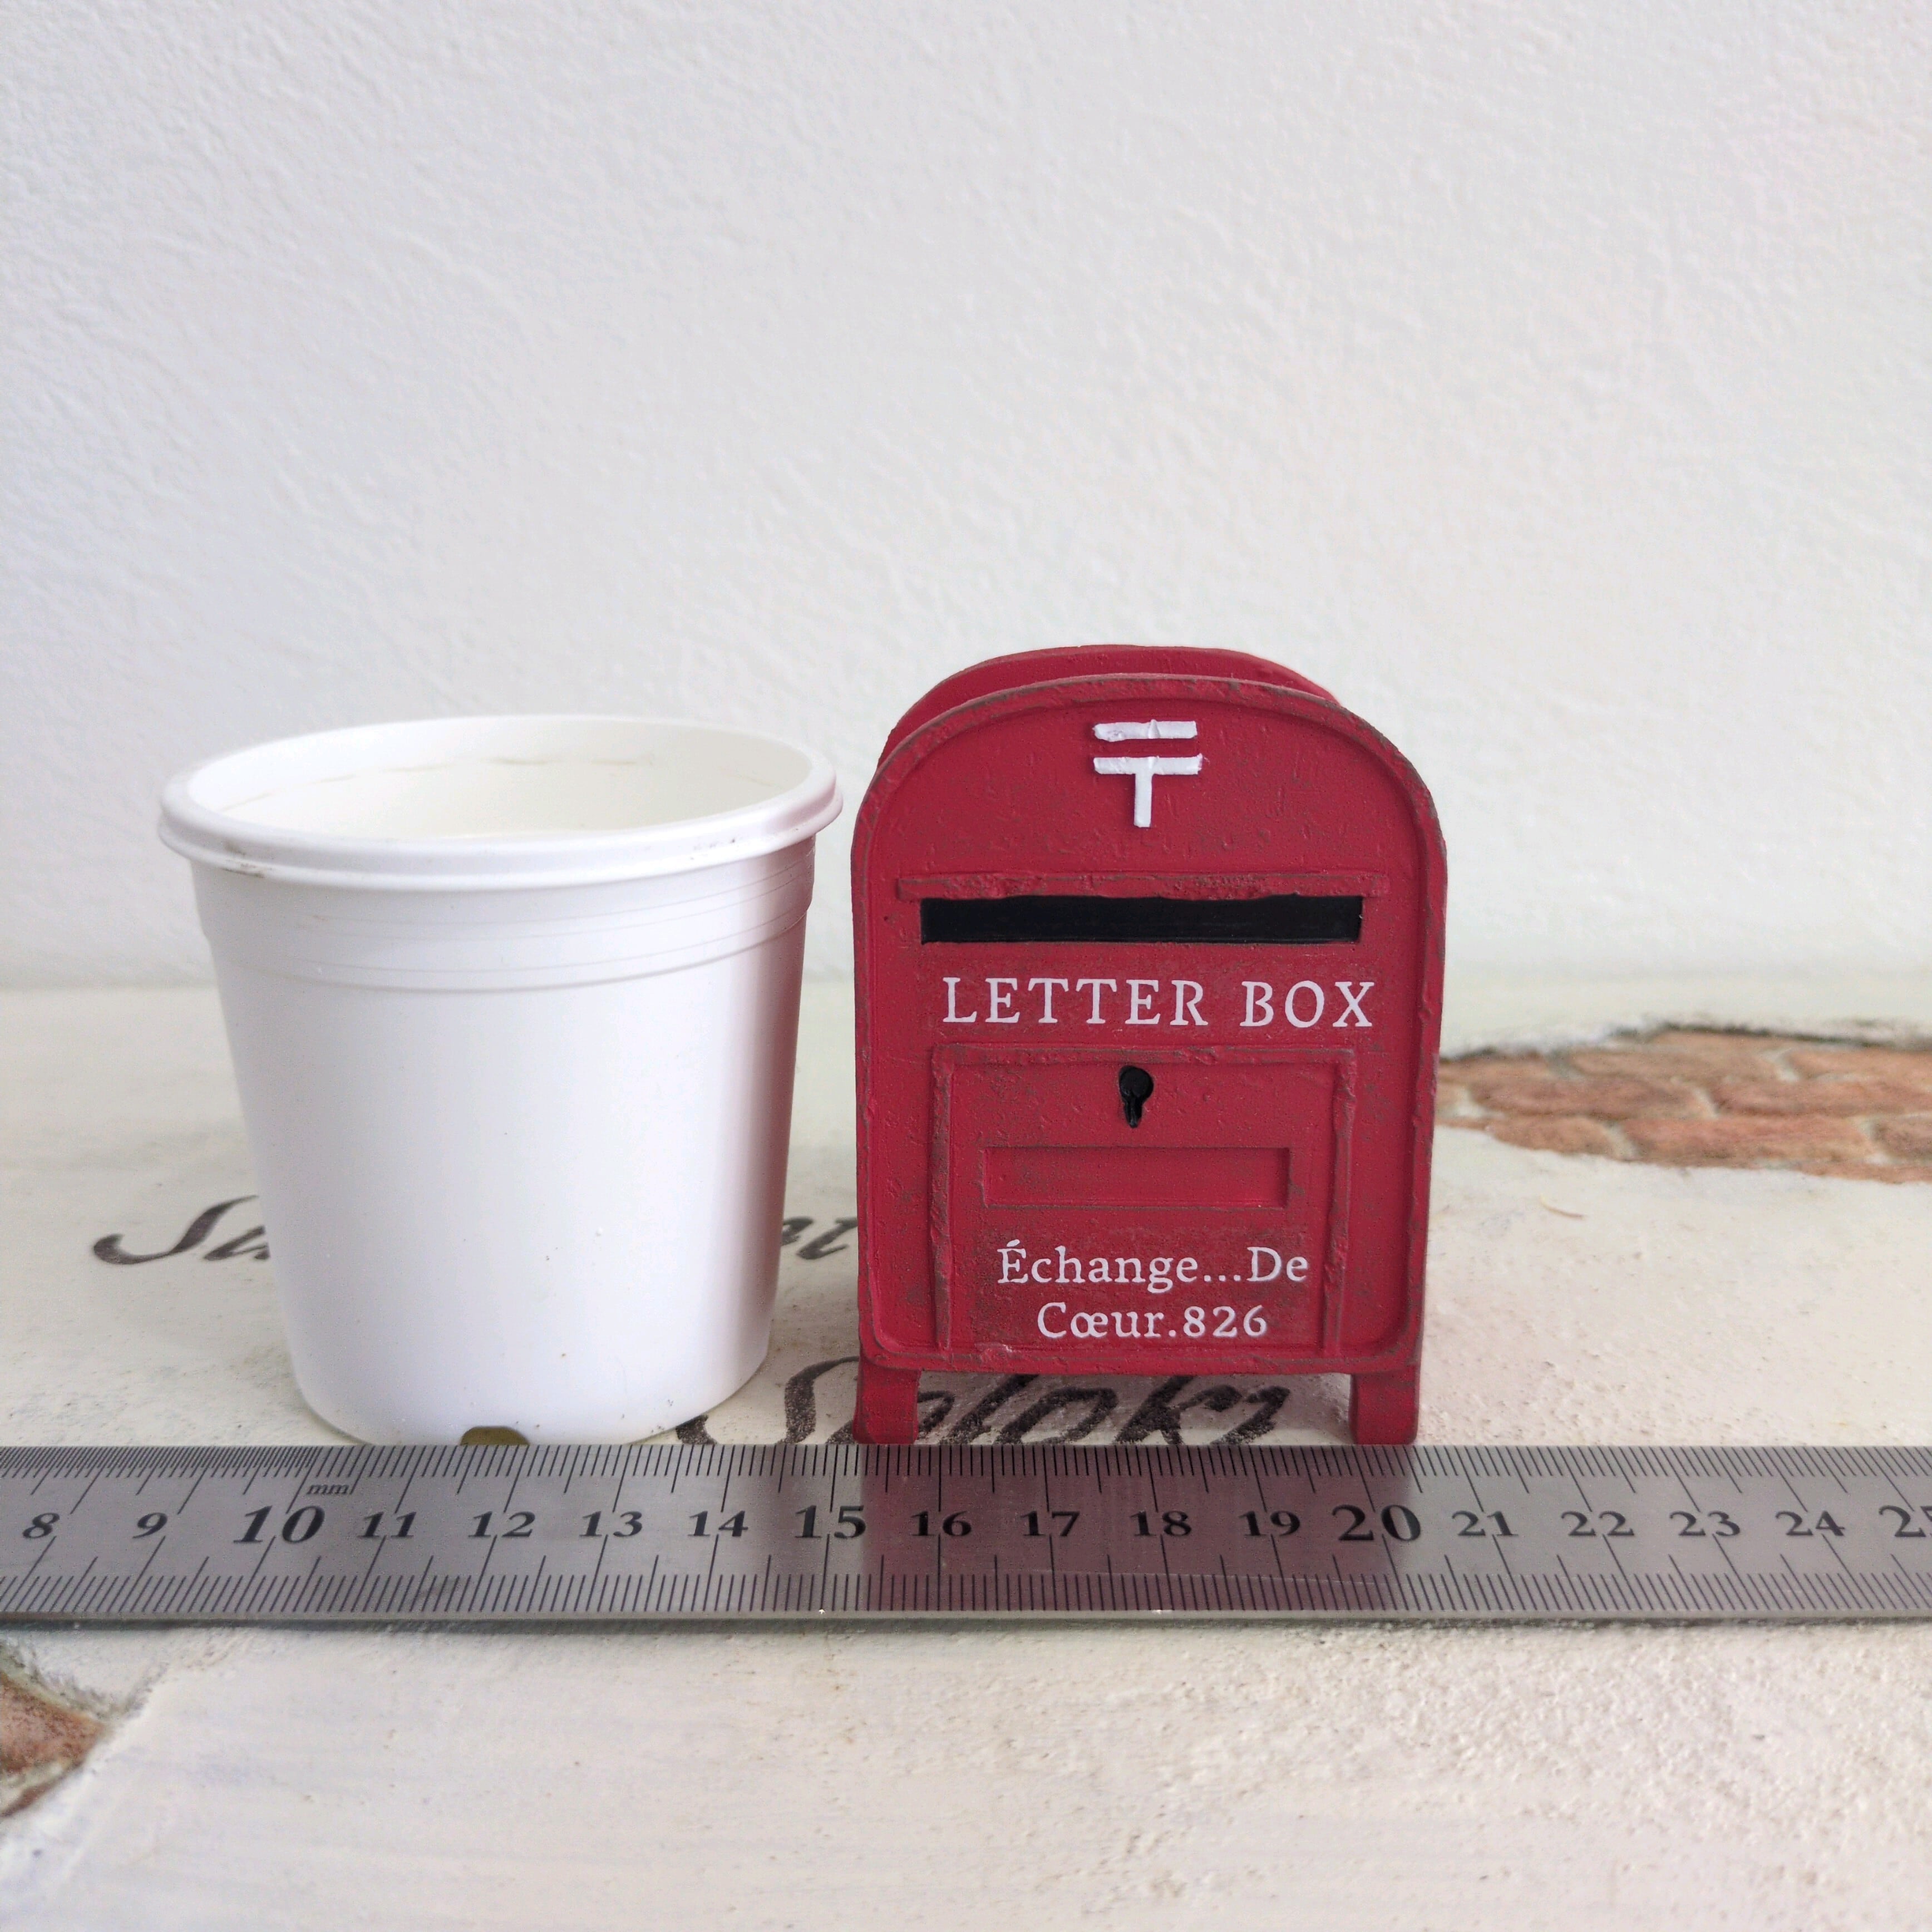 〒
LETTER BOX
Échange...De
Cœur.826
mm
8 9 10 11 12 13 14 15 16 17 18 19 20 21 22 23 24